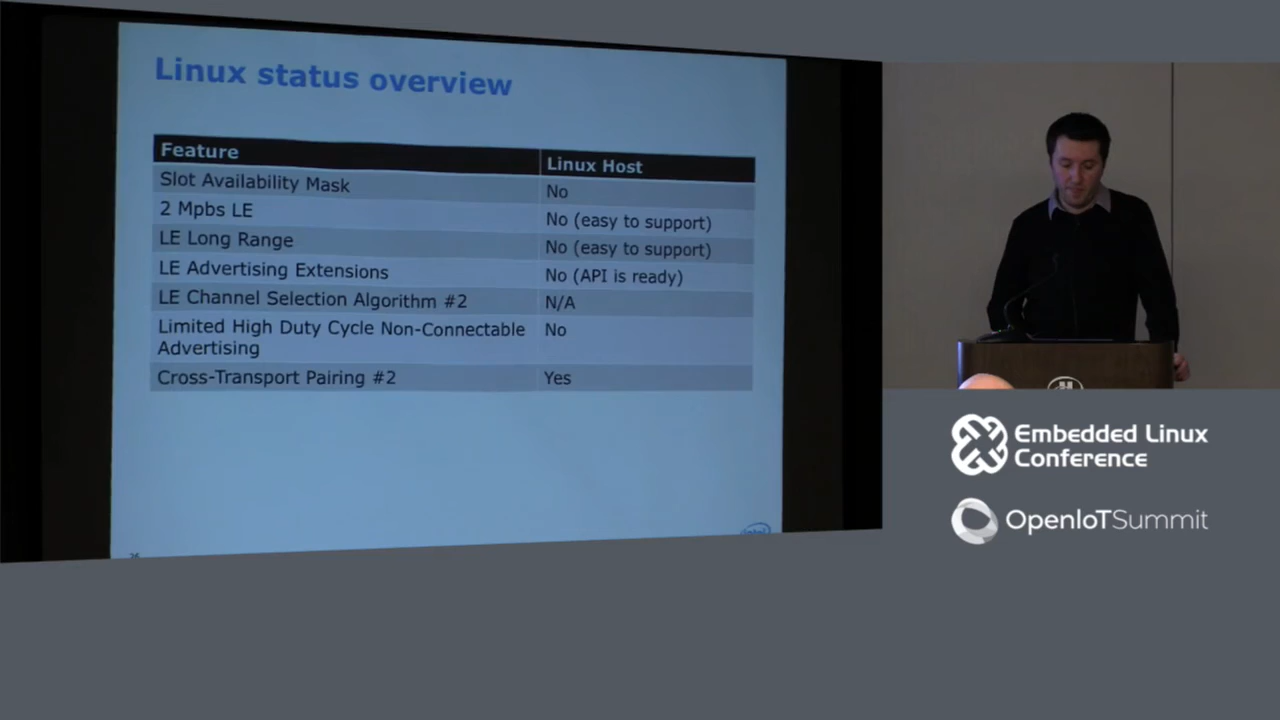 Linux status overview
Feature Linux Host
Slot Availability Mask No
2 Mpbs LE No (easy to support)
LE Long Range No (easy to support)
LE Advertising Extensions No (API is ready)
LE Channel Selection Algorithm #2 N/A
Limited High Duty Cycle Non-Connectable No
Advertising
Cross-Transport Pairing #2 Yes
26
Embedded Linux
Conference
OpenIoTSummit